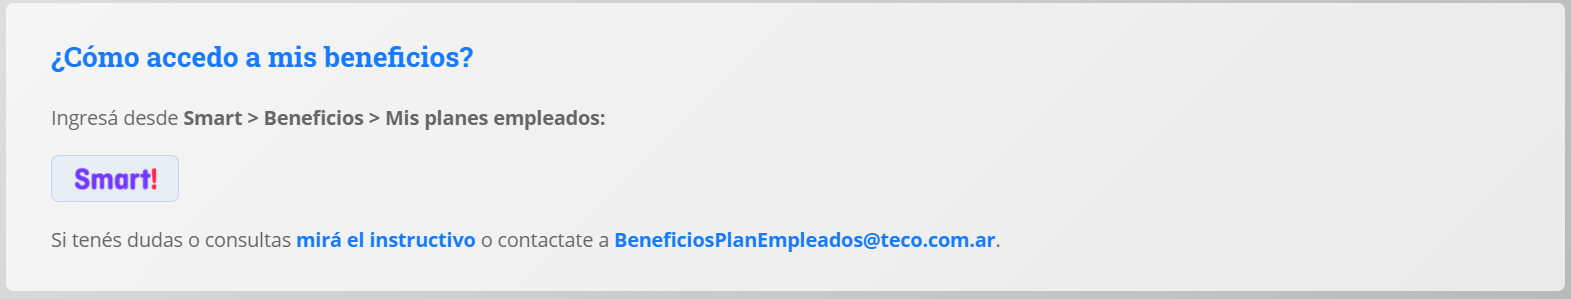 ¿Cómo accedo a mis beneficios?
Ingresá desde Smart > Beneficios > Mis planes empleados:
Smart!
Si tenés dudas o consultas mirá el instructivo o contactate a BeneficiosPlanEmpleados@teco.com.ar.